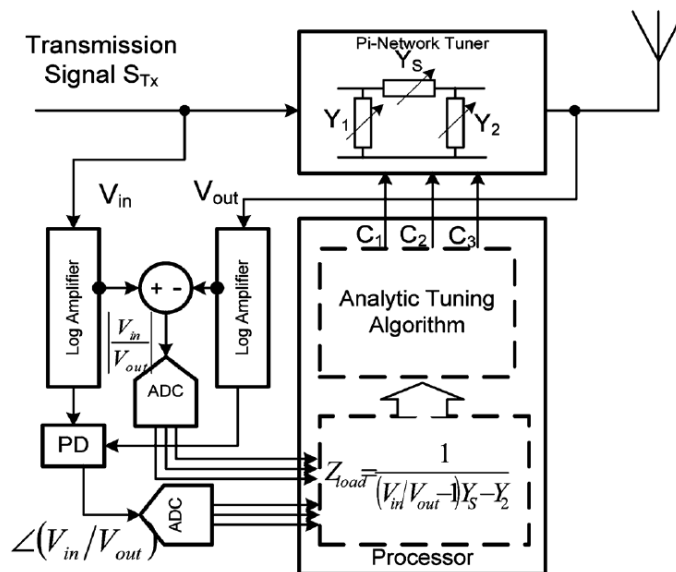 Transmission
Signal S_Tx
Pi-Network Tuner
Y_S
Y_1
Y_2
V_in
V_out
C_1 C_2 C_3
Log Amplifier
+ -
Log Amplifier
|V_in/V_out|
ADC
Analytic Tuning
Algorithm
PD
Z_load=1/((V_in/V_out-1)Y_S-Y_2)
ADC
∠(V_in/V_out)
Processor